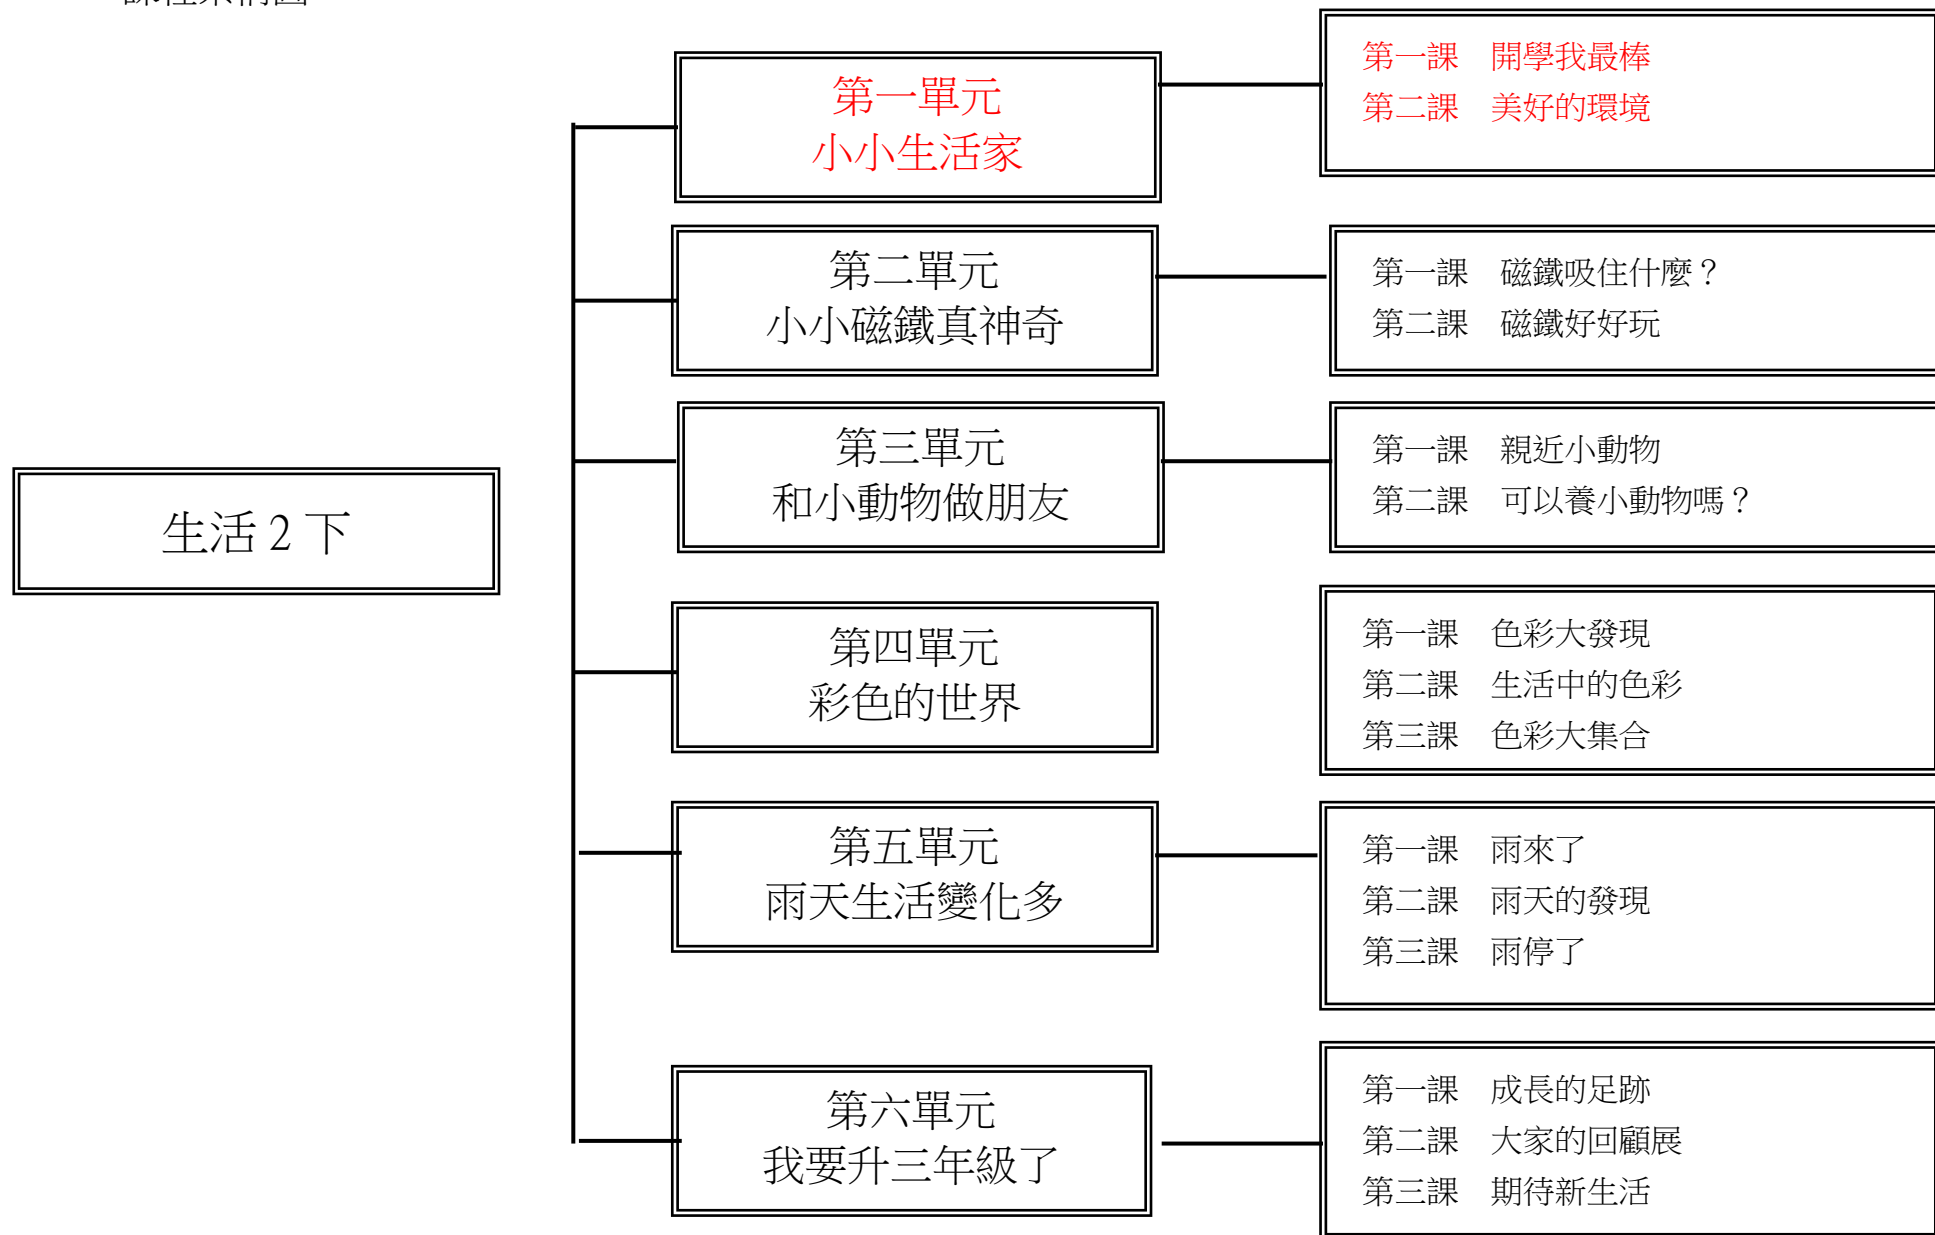 第一單元
小小生活家
第一課　開學我最棒
第二課　美好的環境
第二單元
小小磁鐵真神奇
第一課　磁鐵吸住什麼？
第二課　磁鐵好好玩
第三單元
和小動物做朋友
第一課　親近小動物
第二課　可以養小動物嗎？
生活 2 下
第四單元
彩色的世界
第一課　色彩大發現
第二課　生活中的色彩
第三課　色彩大集合
第五單元
雨天生活變化多
第一課　雨來了
第二課　雨天的發現
第三課　雨停了
第六單元
我要升三年級了
第一課　成長的足跡
第二課　大家的回顧展
第三課　期待新生活